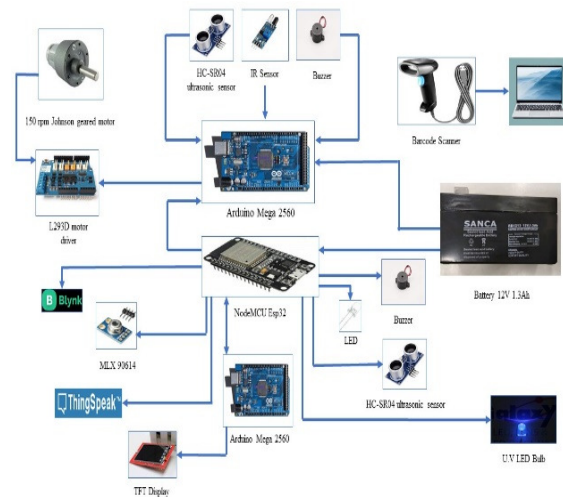 HC-SR04
ultrasonic sensor
IR Sensor
Buzzer
150 rpm Johnson geared motor
Barcode Scanner
L293D motor
driver
Arduino Mega 2560
SANCA
Battery 12V 1.3Ah
NodeMCU Esp32
B Blynk
Buzzer
LED
MLX 90614
HC-SR04 ultrasonic sensor
ThingSpeak™
Arduino Mega 2560
U.V LED Bulb
TFT Display